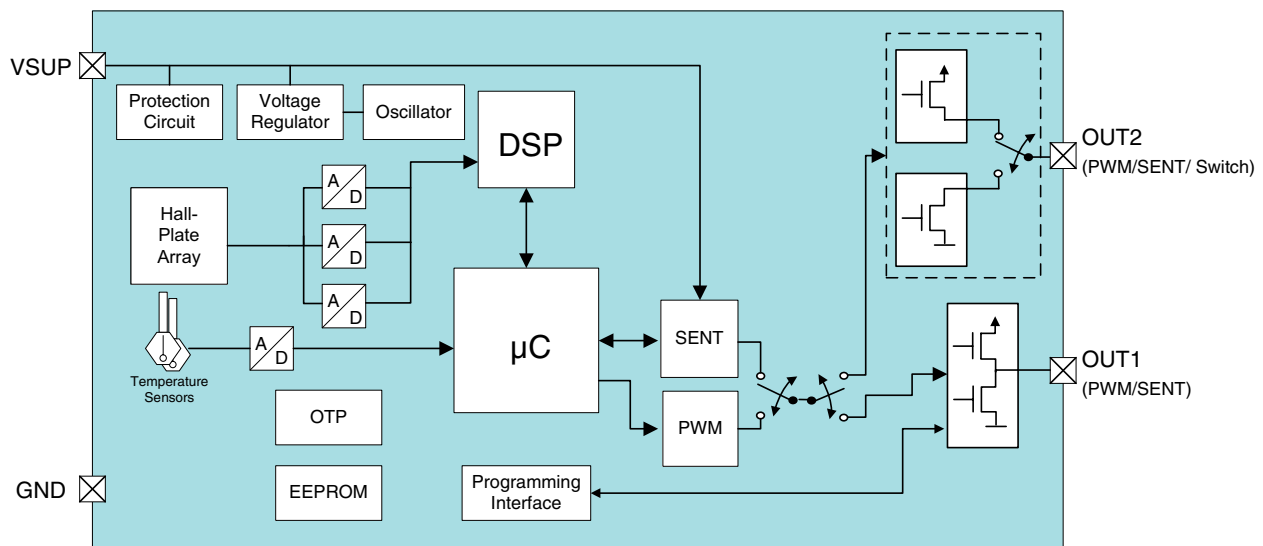 VSUP
Protection
Circuit
Voltage
Regulator
Oscillator
DSP
OUT2
(PWM/SENT/ Switch)
Hall-
Plate
Array
A
D
A
D
A
D
Temperature
Sensors
A
D
µC
SENT
PWM
OUT1
(PWM/SENT)
OTP
GND
EEPROM
Programming
Interface